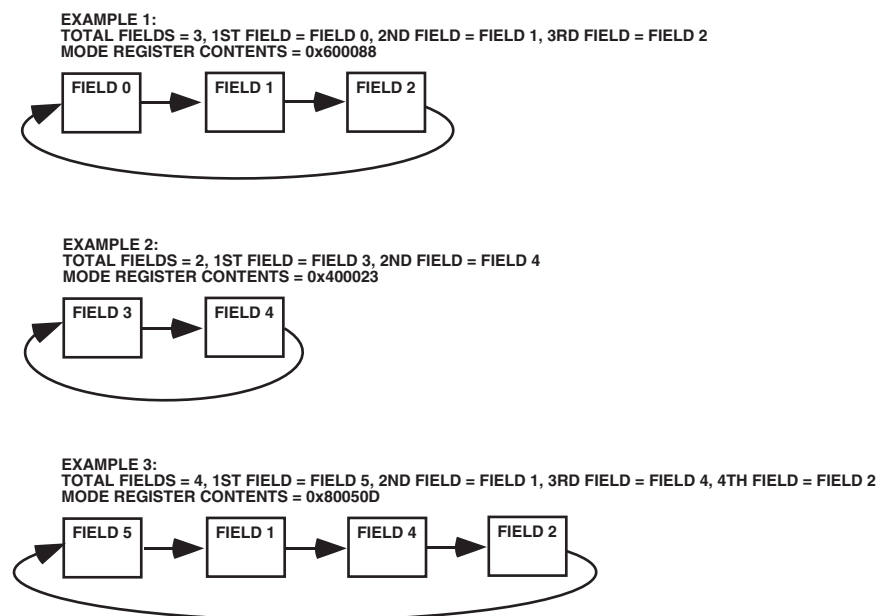 EXAMPLE 1:
TOTAL FIELDS = 3, 1ST FIELD = FIELD 0, 2ND FIELD = FIELD 1, 3RD FIELD = FIELD 2
MODE REGISTER CONTENTS = 0x600088
FIELD 0 FIELD 1 FIELD 2
EXAMPLE 2:
TOTAL FIELDS = 2, 1ST FIELD = FIELD 3, 2ND FIELD = FIELD 4
MODE REGISTER CONTENTS = 0x400023
FIELD 3 FIELD 4
EXAMPLE 3:
TOTAL FIELDS = 4, 1ST FIELD = FIELD 5, 2ND FIELD = FIELD 1, 3RD FIELD = FIELD 4, 4TH FIELD = FIELD 2
MODE REGISTER CONTENTS = 0x80050D
FIELD 5 FIELD 1 FIELD 4 FIELD 2